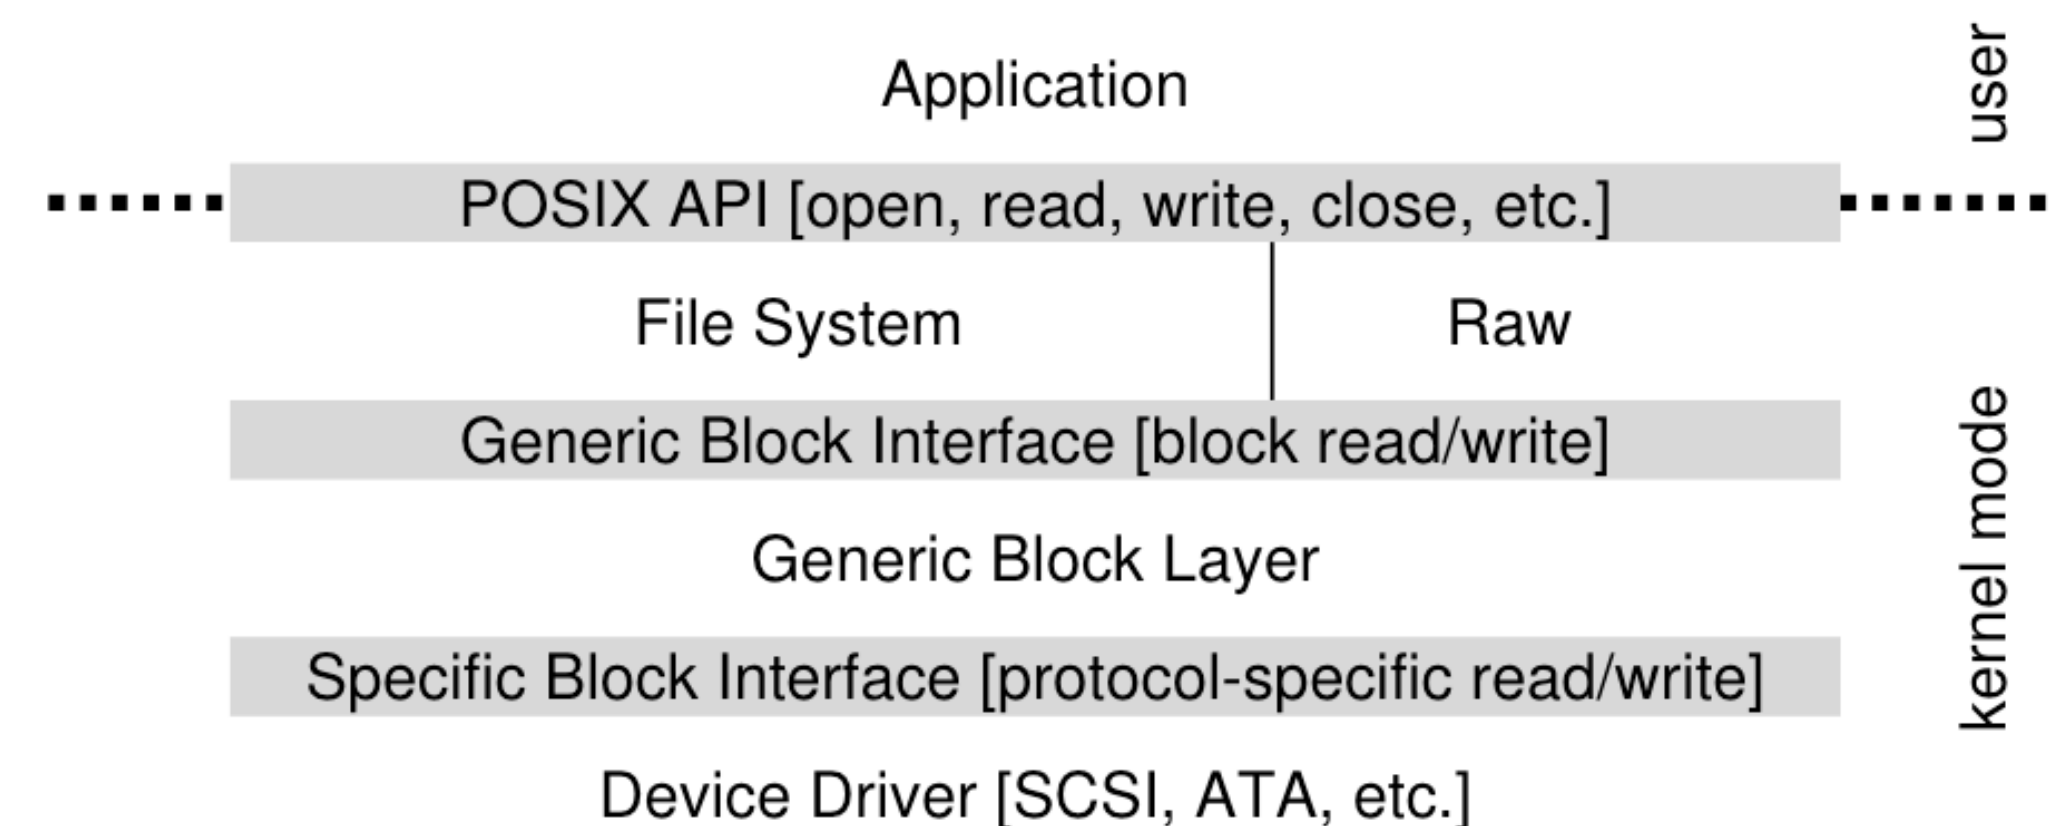 Application
user
POSIX API [open, read, write, close, etc.]
File System
Raw
Generic Block Interface [block read/write]
Generic Block Layer
kernel mode
Specific Block Interface [protocol-specific read/write]
Device Driver [SCSI, ATA, etc.]